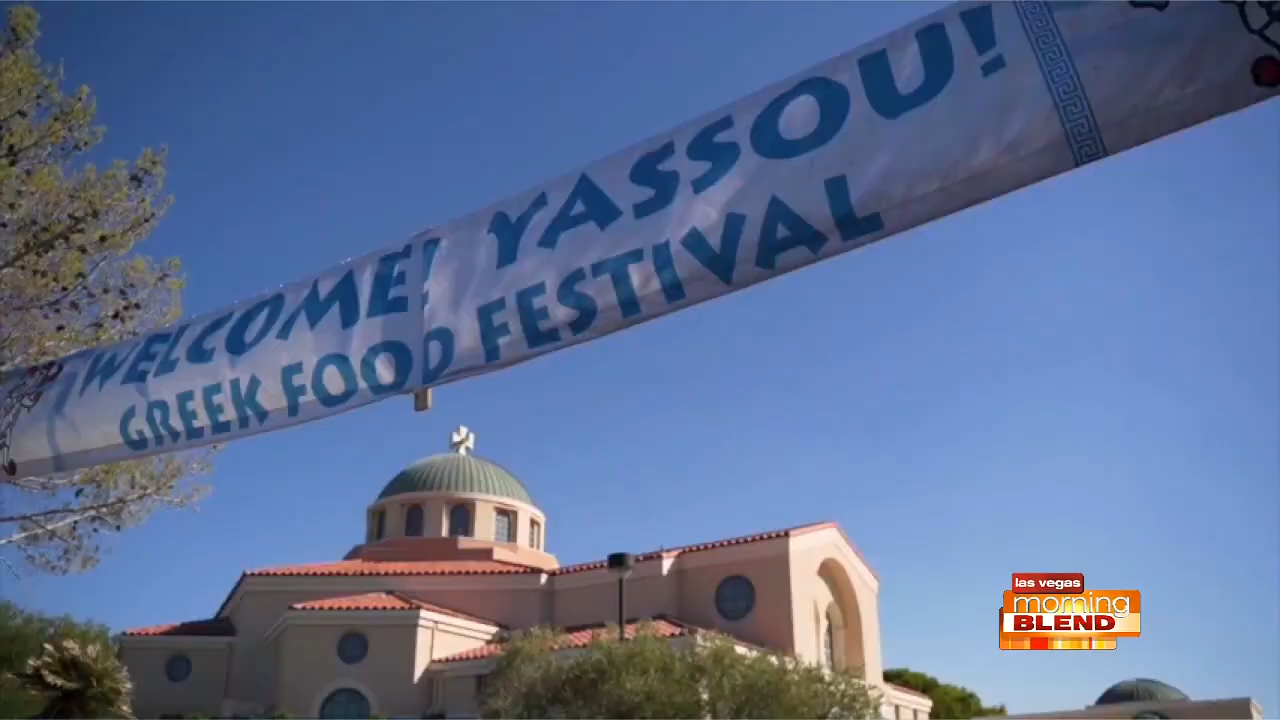 WELCOME! YASSOU!
GREEK FOOD FESTIVAL
las vegas
morning
BLEND